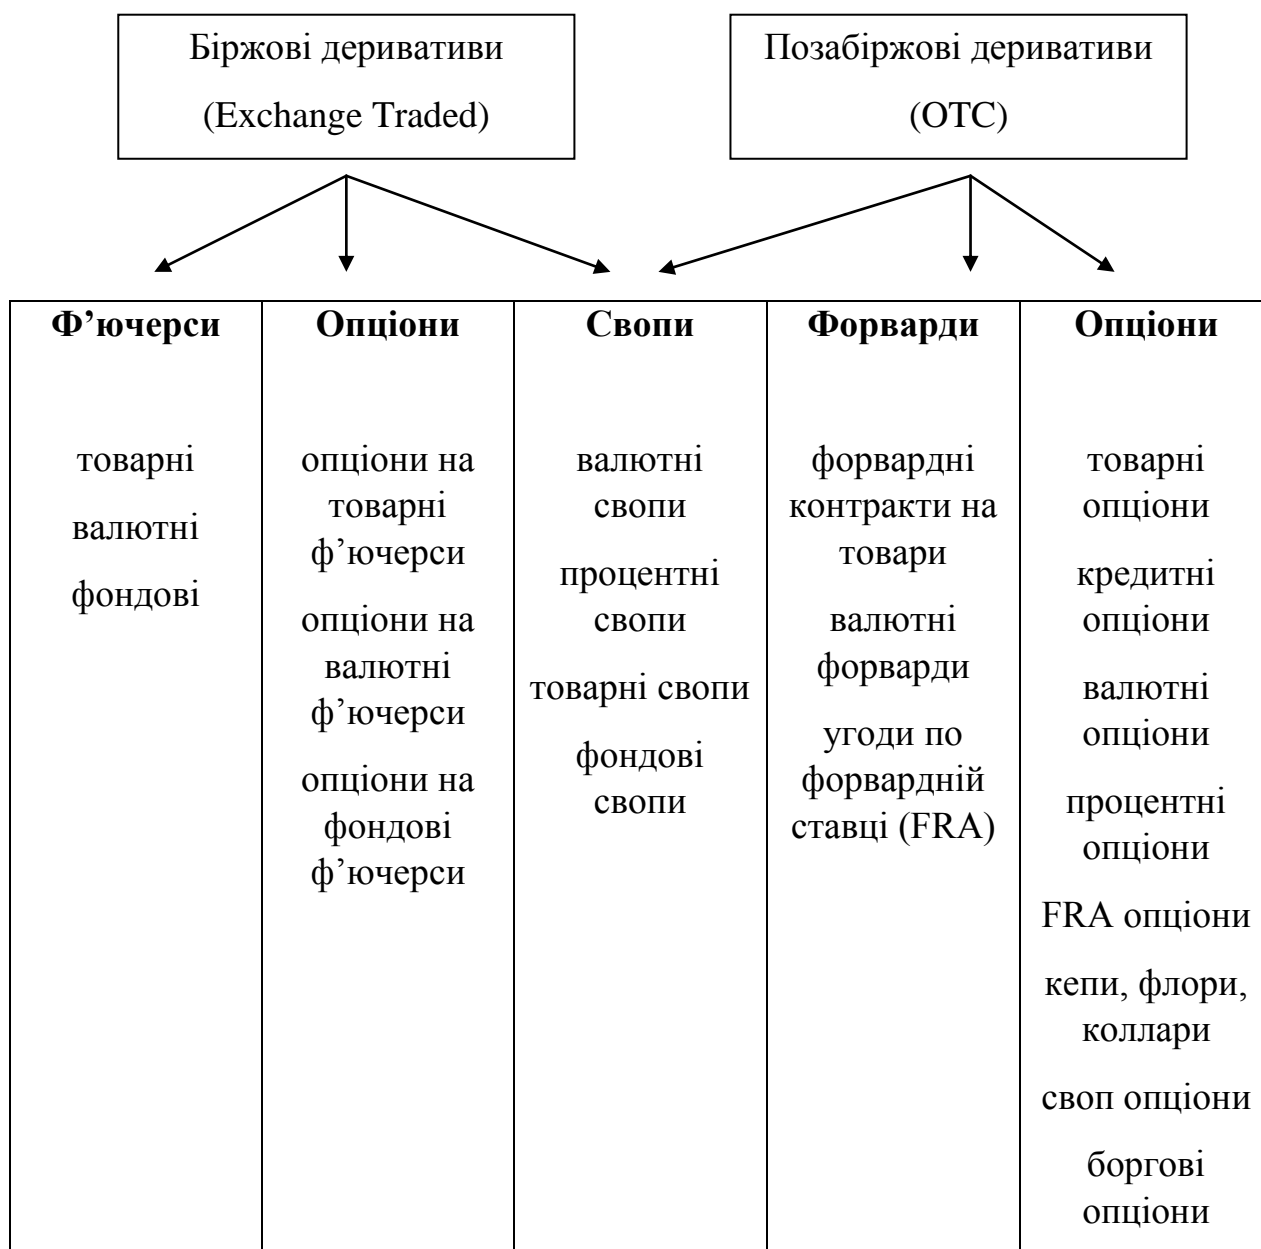 Біржові деривативи
(Exchange Traded)
Позабіржові деривативи
(OTC)
Ф’ючерси
товарні
валютні
фондові
Опціони
опціони на
товарні
ф’ючерси
опціони на
валютні
ф’ючерси
опціони на
фондові
ф’ючерси
Свопи
валютні
свопи
процентні
свопи
товарні свопи
фондові
свопи
Форварди
форвардні
контракти на
товари
валютні
форварди
угоди по
форвардній
ставці (FRA)
Опціони
товарні
опціони
кредитні
опціони
валютні
опціони
процентні
опціони
FRA опціони
кепи, флори,
коллари
своп опціони
боргові
опціони